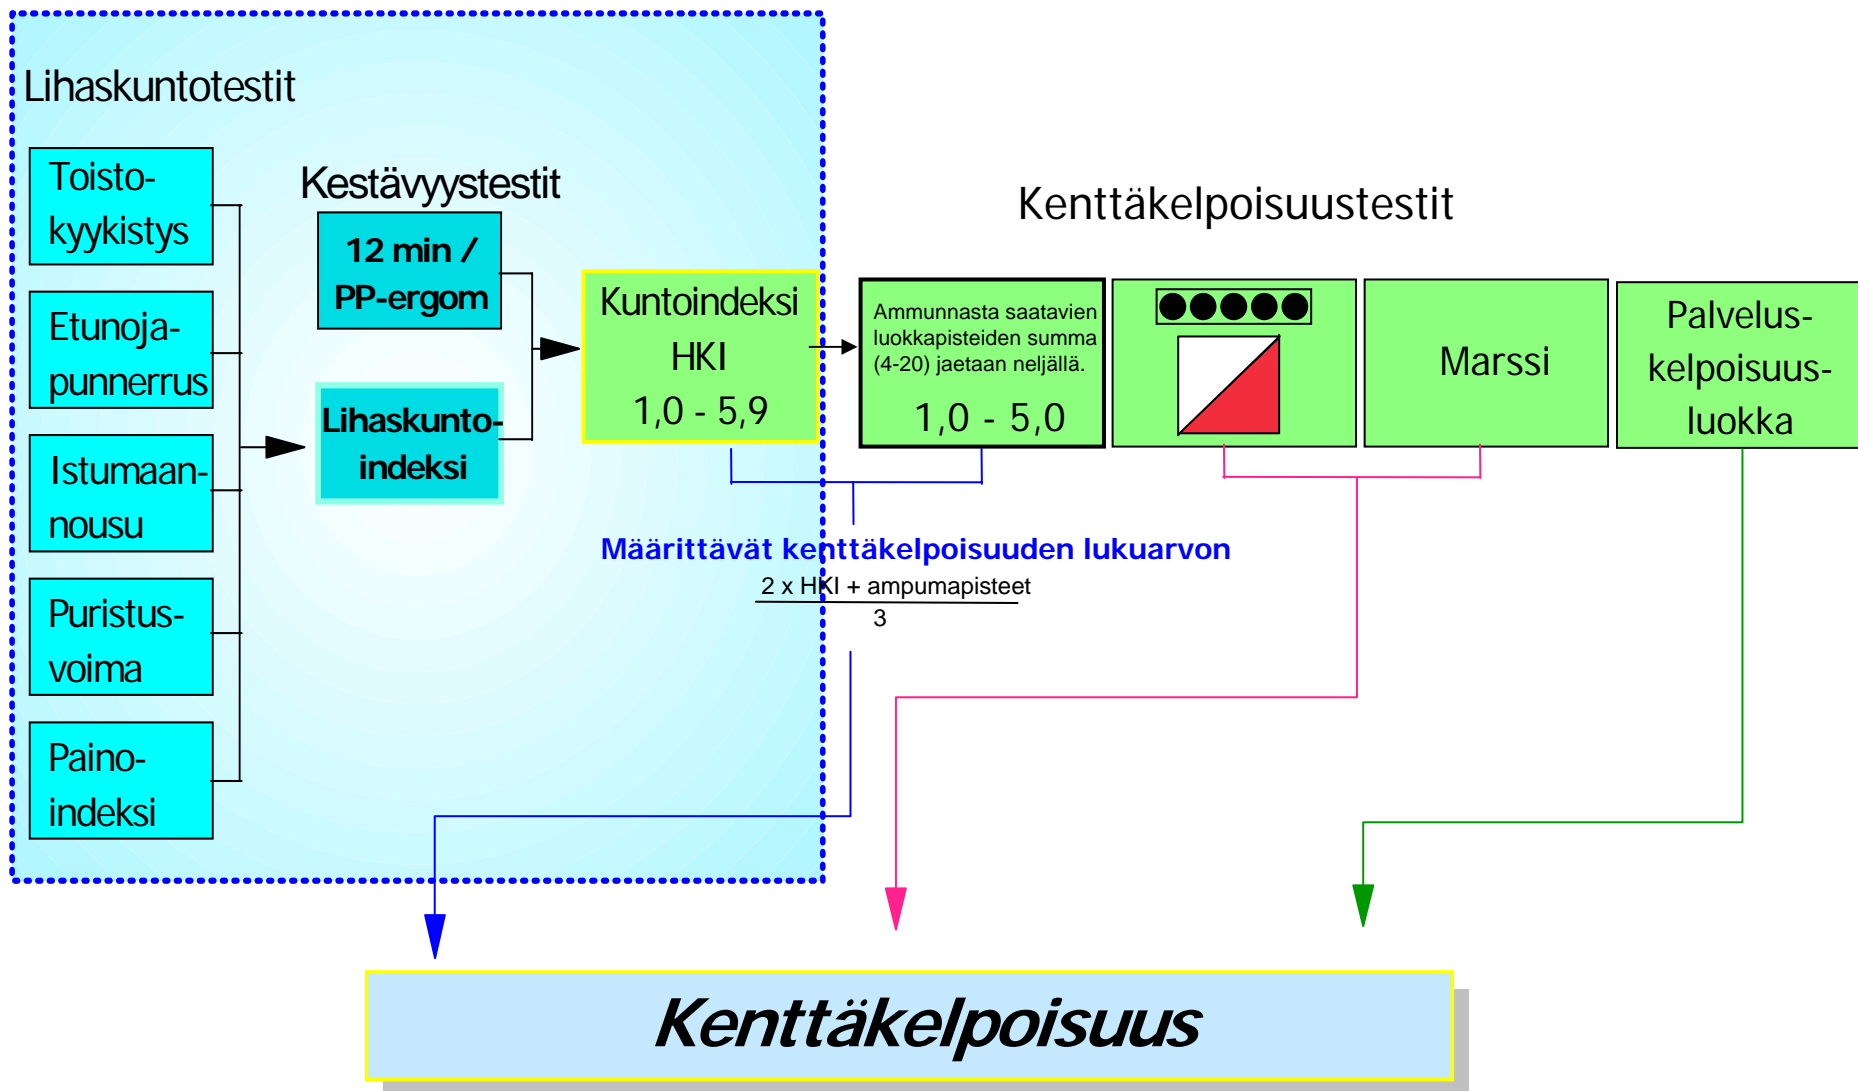 Lihaskuntotestit
Toisto-
kyykistys
Etunoja-
punnerrus
Istumaan-
nousu
Puristus-
voima
Paino-
indeksi
Kestävyystestit
12 min /
PP-ergom
Lihaskunto-
indeksi
Kuntoindeksi
HKI
1,0 - 5,9
Kenttäkelpoisuustestit
Ammunnasta saatavien
luokkapisteiden summa
(4-20) jaetaan neljällä.
1,0 - 5,0
Marssi
Palvelus-
kelpoisuus-
luokka
Määrittävät kenttäkelpoisuuden lukuarvon
2 x HKI + ampumapisteet
3
Kenttäkelpoisuus